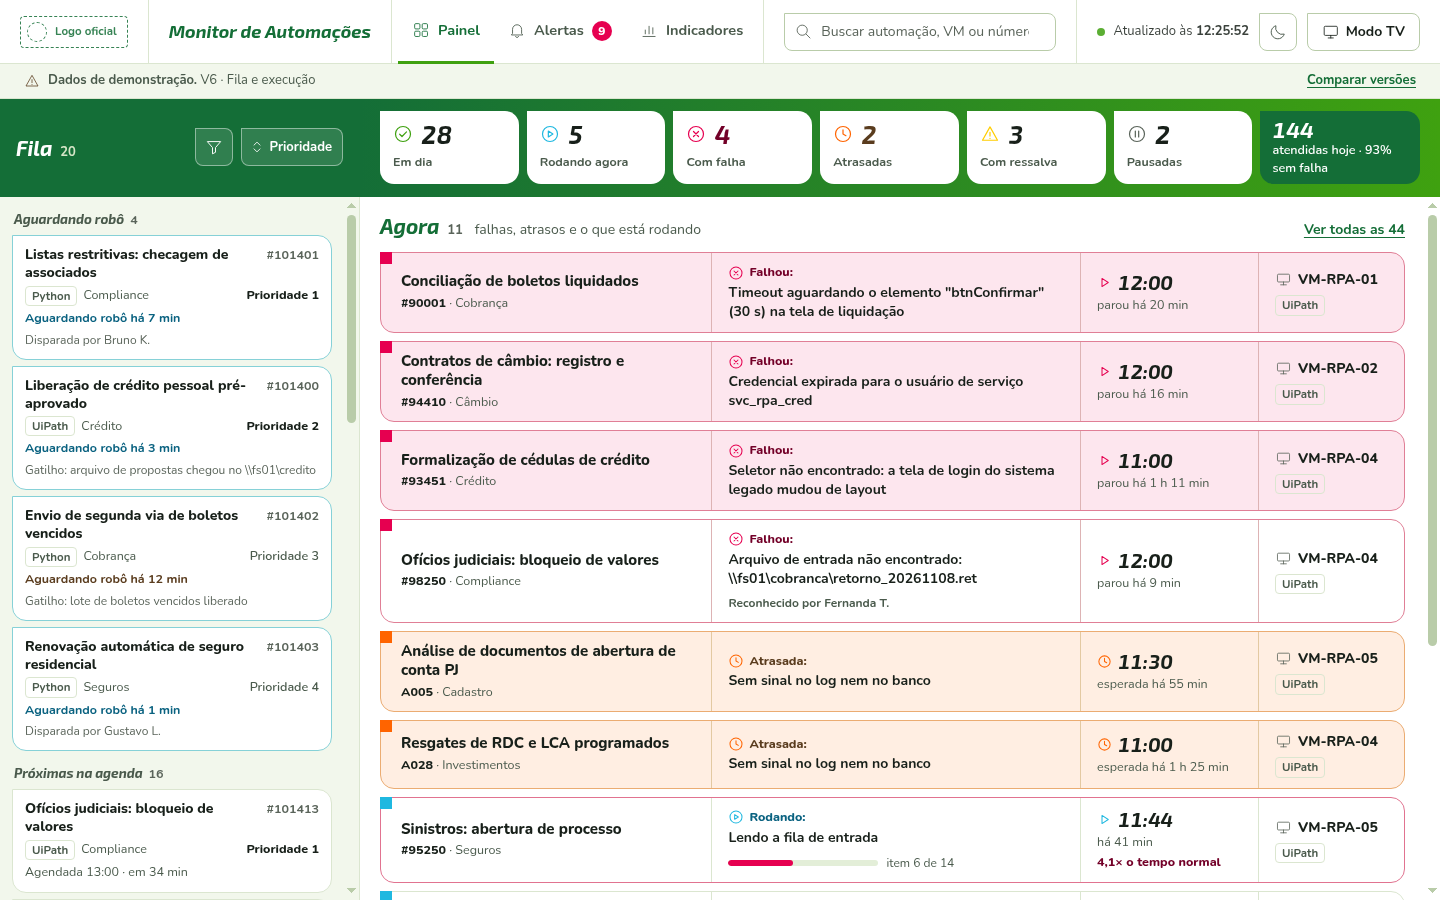 Logo oficial
Monitor de Automações
Painel
Alertas 9
Indicadores
Buscar automação, VM ou númer
Atualizado às 12:25:52
Modo TV
Dados de demonstração. V6 · Fila e execução
Comparar versões
Fila 20
Prioridade
28
Em dia
5
Rodando agora
4
Com falha
2
Atrasadas
3
Com ressalva
2
Pausadas
144
atendidas hoje · 93%
sem falha
Aguardando robô 4
Listas restritivas: checagem de
associados
#101401
Python Compliance
Prioridade 1
Aguardando robô há 7 min
Disparada por Bruno K.
Liberação de crédito pessoal pré-
aprovado
#101400
UiPath Crédito
Prioridade 2
Aguardando robô há 3 min
Gatilho: arquivo de propostas chegou no \\fs01\credito
Envio de segunda via de boletos
vencidos
#101402
Python Cobrança
Prioridade 3
Aguardando robô há 12 min
Gatilho: lote de boletos vencidos liberado
Renovação automática de seguro
residencial
#101403
Python Seguros
Prioridade 4
Aguardando robô há 1 min
Disparada por Gustavo L.
Próximas na agenda 16
Ofícios judiciais: bloqueio de
valores
#101413
UiPath Compliance
Prioridade 1
Agendada 13:00 · em 34 min
Agora 11 falhas, atrasos e o que está rodando
Ver todas as 44
Conciliação de boletos liquidados
#90001 · Cobrança
Falhou:
Timeout aguardando o elemento "btnConfirmar"
(30 s) na tela de liquidação
12:00
parou há 20 min
VM-RPA-01
UiPath
Contratos de câmbio: registro e
conferência
#94410 · Câmbio
Falhou:
Credencial expirada para o usuário de serviço
svc_rpa_cred
12:00
parou há 16 min
VM-RPA-02
UiPath
Formalização de cédulas de crédito
#93451 · Crédito
Falhou:
Seletor não encontrado: a tela de login do sistema
legado mudou de layout
11:00
parou há 1 h 11 min
VM-RPA-04
UiPath
Ofícios judiciais: bloqueio de valores
#98250 · Compliance
Falhou:
Arquivo de entrada não encontrado:
\\fs01\cobranca\retorno_20261108.ret
Reconhecido por Fernanda T.
12:00
parou há 9 min
VM-RPA-04
UiPath
Análise de documentos de abertura de
conta PJ
A005 · Cadastro
Atrasada:
Sem sinal no log nem no banco
11:30
esperada há 55 min
VM-RPA-05
UiPath
Resgates de RDC e LCA programados
A028 · Investimentos
Atrasada:
Sem sinal no log nem no banco
11:00
esperada há 1 h 25 min
VM-RPA-04
UiPath
Sinistros: abertura de processo
#95250 · Seguros
Rodando:
Lendo a fila de entrada
item 6 de 14
11:44
há 41 min
4,1× o tempo normal
VM-RPA-05
UiPath